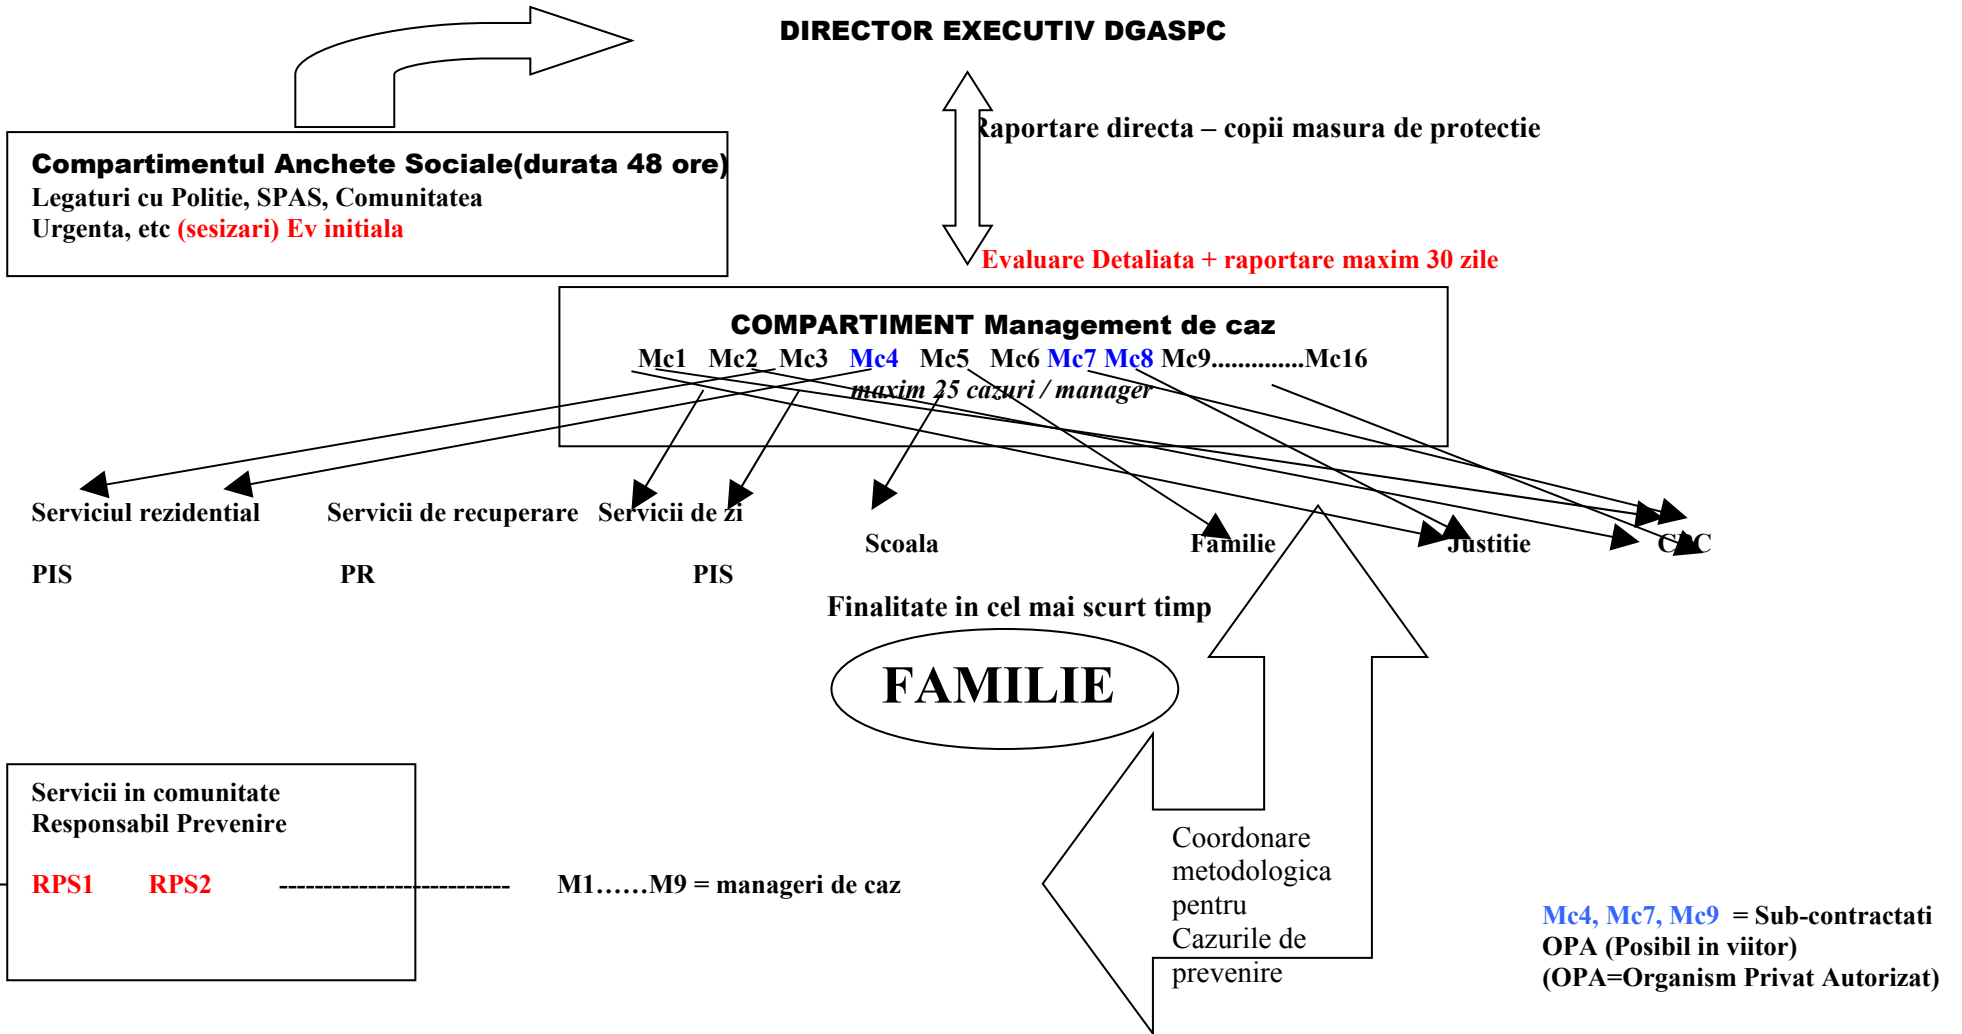 DIRECTOR EXECUTIV DGASPC
Raportare directa – copii masura de protectie
Compartimentul Anchete Sociale(durata 48 ore)
Legaturi cu Politie, SPAS, Comunitatea
Urgenta, etc (sesizari) Ev initiala
Evaluare Detaliata + raportare maxim 30 zile
COMPARTIMENT Management de caz
Mc1 Mc2 Mc3 Mc4 Mc5 Mc6 Mc7 Mc8 Mc9..............Mc16
maxim 25 cazuri / manager
Serviciul rezidential Servicii de recuperare Servicii de zi
Scoala Familie Justitie CPC
PIS PR PIS
Finalitate in cel mai scurt timp
FAMILIE
Servicii in comunitate
Responsabil Prevenire
RPS1 RPS2 -------------------------- M1……M9 = manageri de caz
Coordonare
metodologica
pentru
Cazurile de
prevenire
Mc4, Mc7, Mc9 = Sub-contractati
OPA (Posibil in viitor)
(OPA=Organism Privat Autorizat)